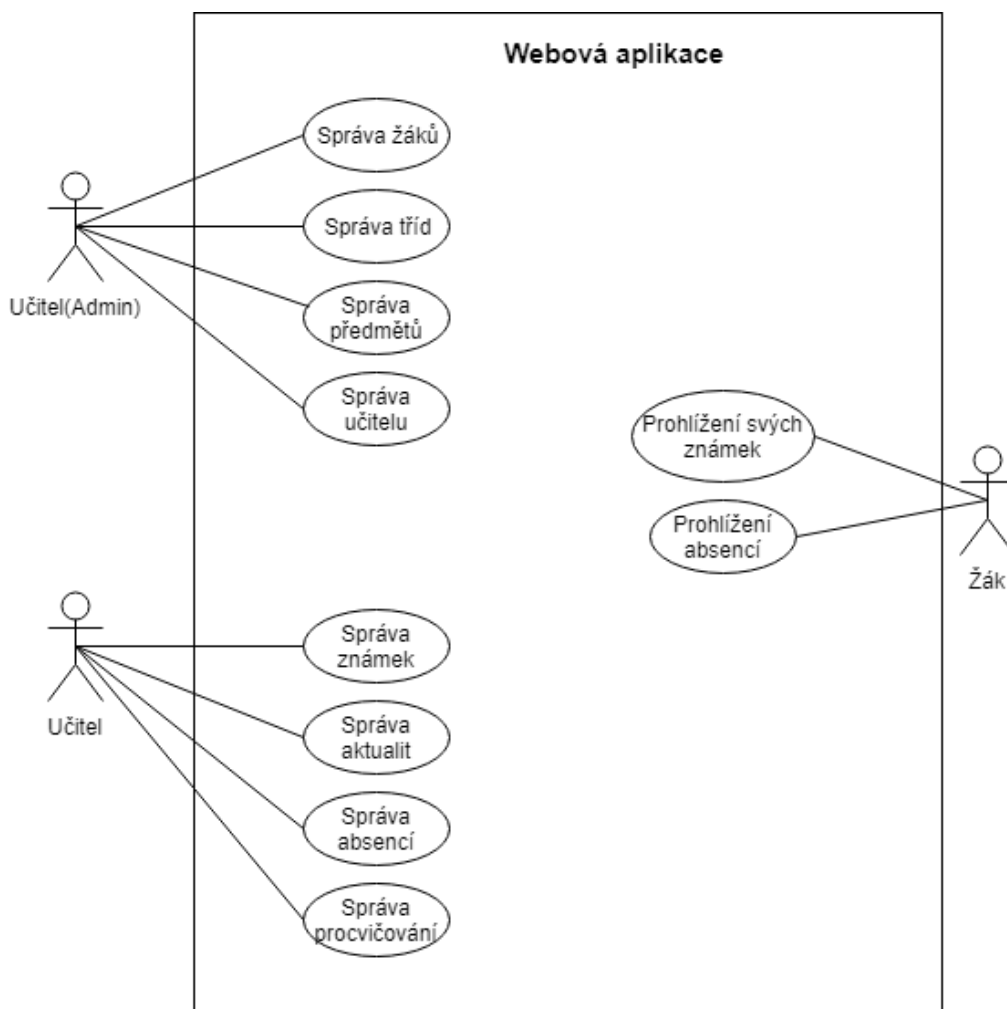 Webová aplikace
Správa žáků
Správa tříd
Správa
předmětů
Správa
učitelu
Učitel(Admin)
Prohlížení svých
známek
Prohlížení
absencí
Žák
Správa
známek
Správa
aktualit
Správa
absencí
Správa
procvičování
Učitel